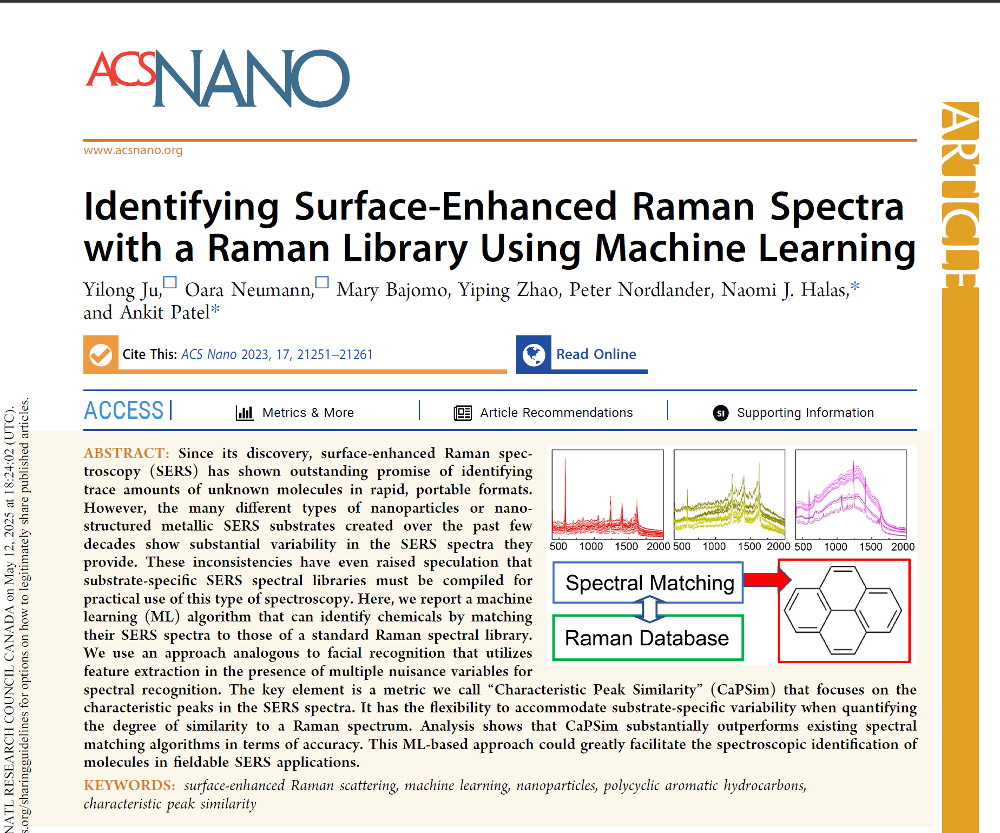 ACSNANO
www.acsnano.org
ARTICLE
Identifying Surface-Enhanced Raman Spectra
with a Raman Library Using Machine Learning
Yilong Ju,□ Oara Neumann,□ Mary Bajomo, Yiping Zhao, Peter Nordlander, Naomi J. Halas,*
and Ankit Patel*
Cite This: ACS Nano 2023, 17, 21251–21261
Read Online
ACCESS
Metrics & More
Article Recommendations
SI Supporting Information
ABSTRACT: Since its discovery, surface-enhanced Raman spec-
troscopy (SERS) has shown outstanding promise of identifying
trace amounts of unknown molecules in rapid, portable formats.
However, the many different types of nanoparticles or nano-
structured metallic SERS substrates created over the past few
decades show substantial variability in the SERS spectra they
provide. These inconsistencies have even raised speculation that
substrate-specific SERS spectral libraries must be compiled for
practical use of this type of spectroscopy. Here, we report a machine
learning (ML) algorithm that can identify chemicals by matching
their SERS spectra to those of a standard Raman spectral library.
We use an approach analogous to facial recognition that utilizes
feature extraction in the presence of multiple nuisance variables for
spectral recognition. The key element is a metric we call “Characteristic Peak Similarity” (CaPSim) that focuses on the
characteristic peaks in the SERS spectra. It has the flexibility to accommodate substrate-specific variability when quantifying
the degree of similarity to a Raman spectrum. Analysis shows that CaPSim substantially outperforms existing spectral
matching algorithms in terms of accuracy. This ML-based approach could greatly facilitate the spectroscopic identification of
molecules in fieldable SERS applications.
500 1000 1500 2000 500 1000 1500 2000 500 1000 1500 2000
Spectral Matching
Raman Database
KEYWORDS: surface-enhanced Raman scattering, machine learning, nanoparticles, polycyclic aromatic hydrocarbons,
characteristic peak similarity
NATL RESEARCH COUNCIL CANADA on May 12, 2025 at 18:24:02 (UTC).
s.org/sharingguidelines for options on how to legitimately share published articles.